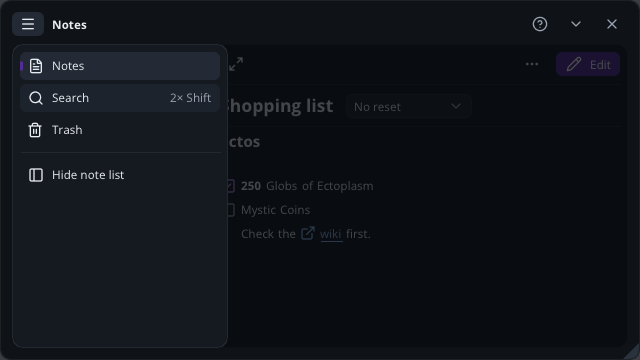 Notes
Notes
Search 2× Shift
Trash
Hide note list
Edit
hopping list No reset
ctos
250 Globs of Ectoplasm
Mystic Coins
Check the wiki first.